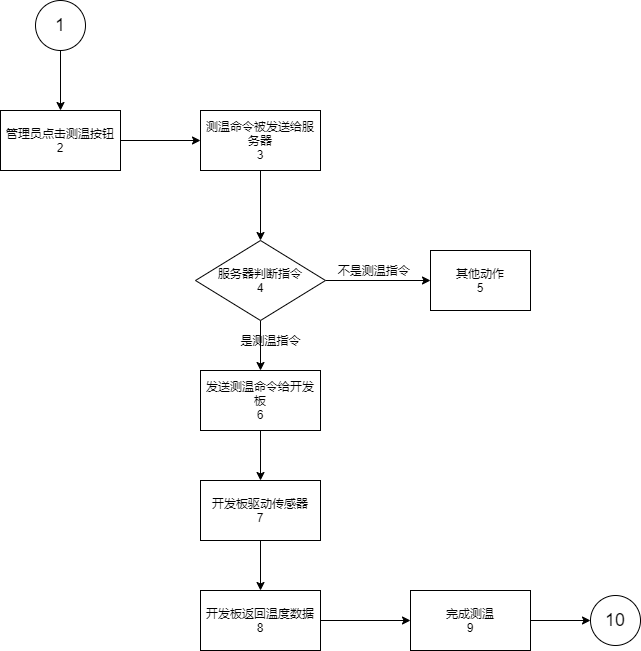 1
管理员点击测温按钮
2
测温命令被发送给服
务器
3
服务器判断指令
4
不是测温指令
其他动作
5
是测温指令
发送测温命令给开发
板
6
开发板驱动传感器
7
开发板返回温度数据
8
完成测温
9
10